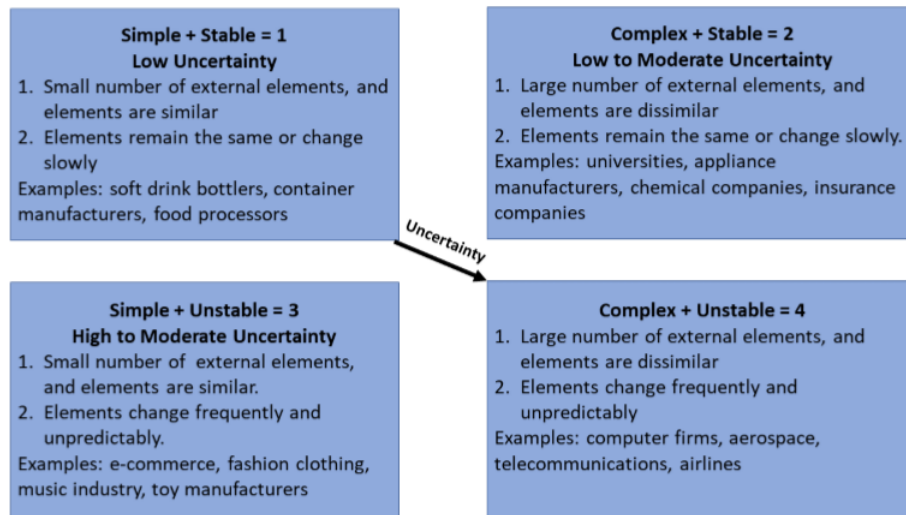 Simple + Stable = 1
Low Uncertainty
1. Small number of external elements, and
elements are similar
2. Elements remain the same or change
slowly
Examples: soft drink bottlers, container
manufacturers, food processors
Complex + Stable = 2
Low to Moderate Uncertainty
1. Large number of external elements, and
elements are dissimilar
2. Elements remain the same or change slowly.
Examples: universities, appliance
manufacturers, chemical companies, insurance
companies
Uncertainty
Simple + Unstable = 3
High to Moderate Uncertainty
1. Small number of external elements,
and elements are similar.
2. Elements change frequently and
unpredictably.
Examples: e-commerce, fashion clothing,
music industry, toy manufacturers
Complex + Unstable = 4
1. Large number of external elements, and
elements are dissimilar
2. Elements change frequently and
unpredictably
Examples: computer firms, aerospace,
telecommunications, airlines